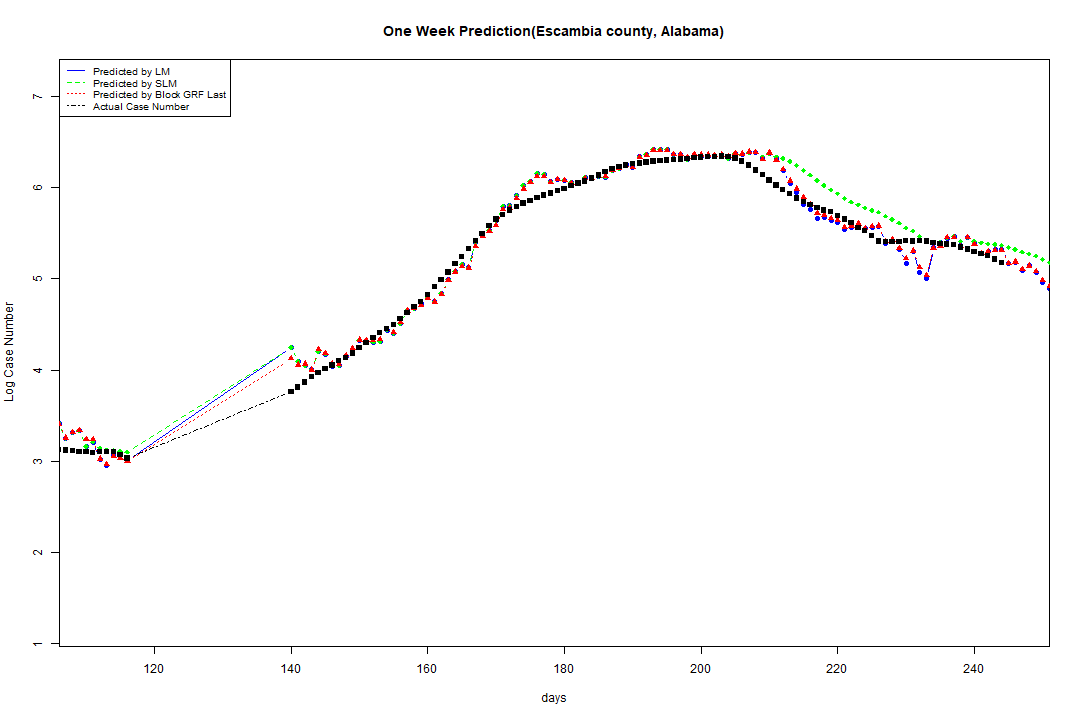 One Week Prediction(Escambia county, Alabama)
Predicted by LM
Predicted by SLM
Predicted by Block GRF Last
Actual Case Number
7
6
5
4
3
2
1
Log Case Number
120 140 160 180 200 220 240
days